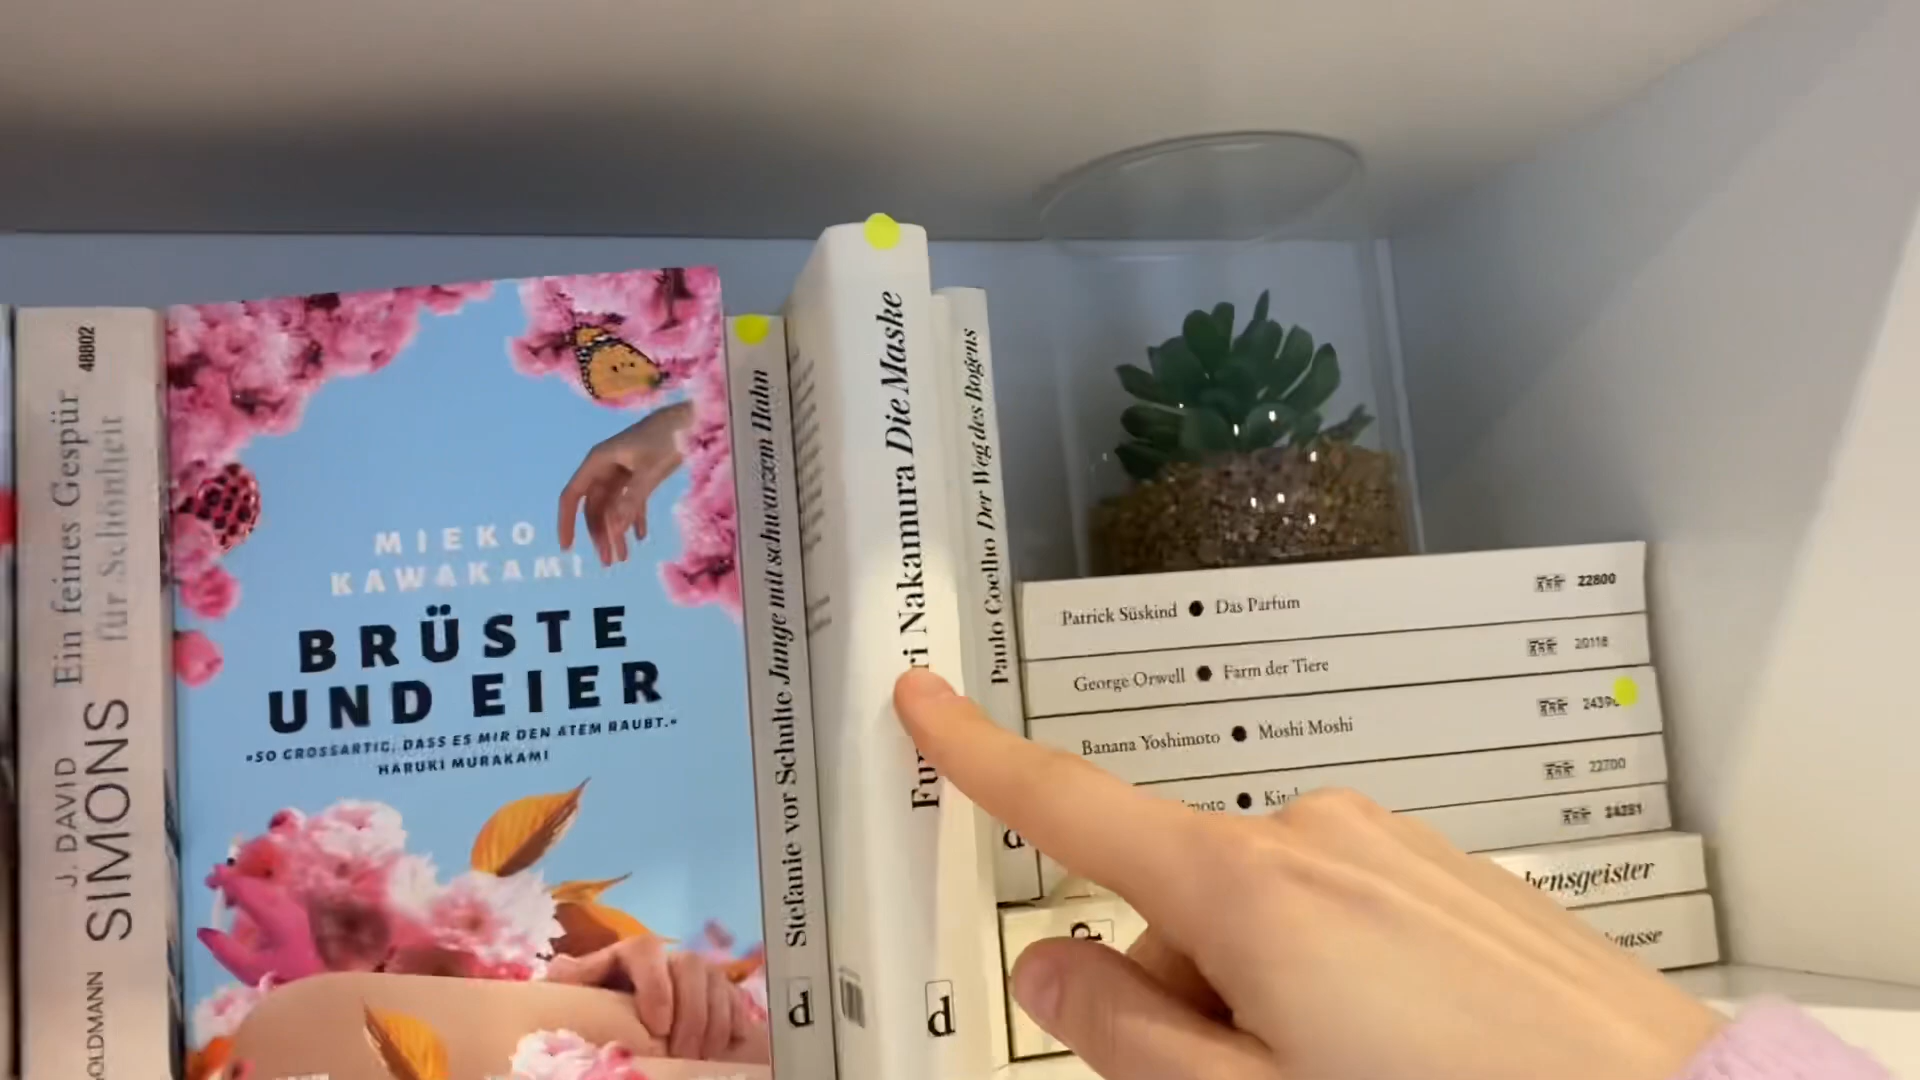 48802
Ein feines Gespür
für Schönheit
J. DAVID
SIMONS
GOLDMANN
MIEKO
KAWAKAMI
BRÜSTE
UND EIER
»SO GROSSARTIG, DASS ES MIR DEN ATEM RAUBT.«
HARUKI MURAKAMI
Stefanie vor Schulte Junge mit schwarzem Hahn
d
Nakamura Die Maske
d
Paulo Coelho Der Weg des Bogens
d
Patrick Süskind ● Das Parfum 22800
George Orwell ● Farm der Tiere 20118
Banana Yoshimoto ● Moshi Moshi
22700
24281